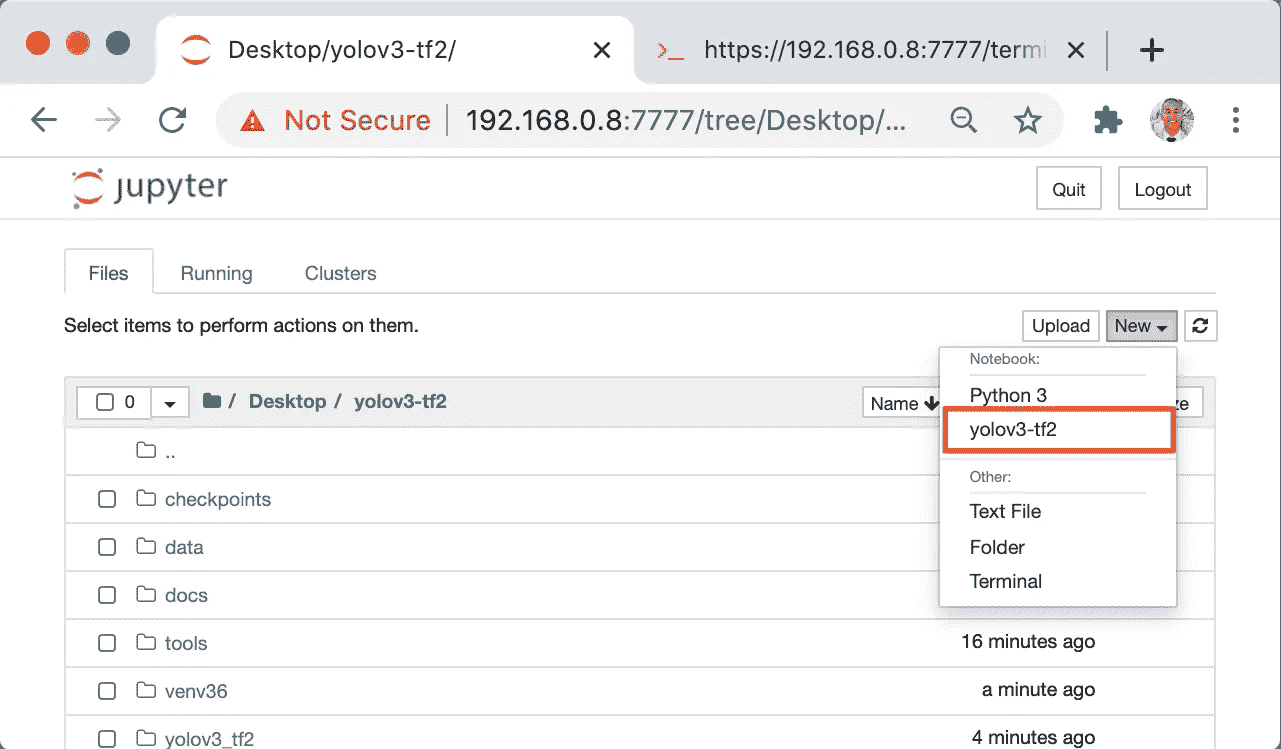 Desktop/yolov3-tf2/
https://192.168.0.8:7777/termi
Not Secure 192.168.0.8:7777/tree/Desktop/...
jupyter
Quit Logout
Files Running Clusters
Select items to perform actions on them.
Upload New
Notebook:
Python 3
yolov3-tf2
Other:
Text File
Folder
Terminal
0 / Desktop / yolov3-tf2 Name ze
..
checkpoints
data
docs
tools 16 minutes ago
venv36 a minute ago
yolov3_tf2 4 minutes ago